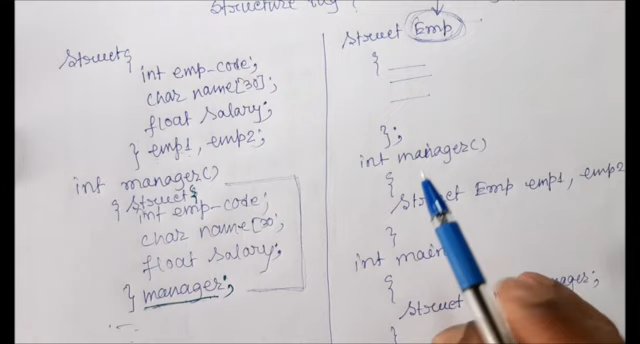 Structure Tag ?
Struct {
int emp-code;
char name[30];
float salary;
} emp1, emp2;
int manager()
{ struct {
int emp-code;
char name[30;
float salary;
} manager;
struct Emp
{
};
int manager()
{
struct Emp emp1, emp2
}
int main
{
struct
}